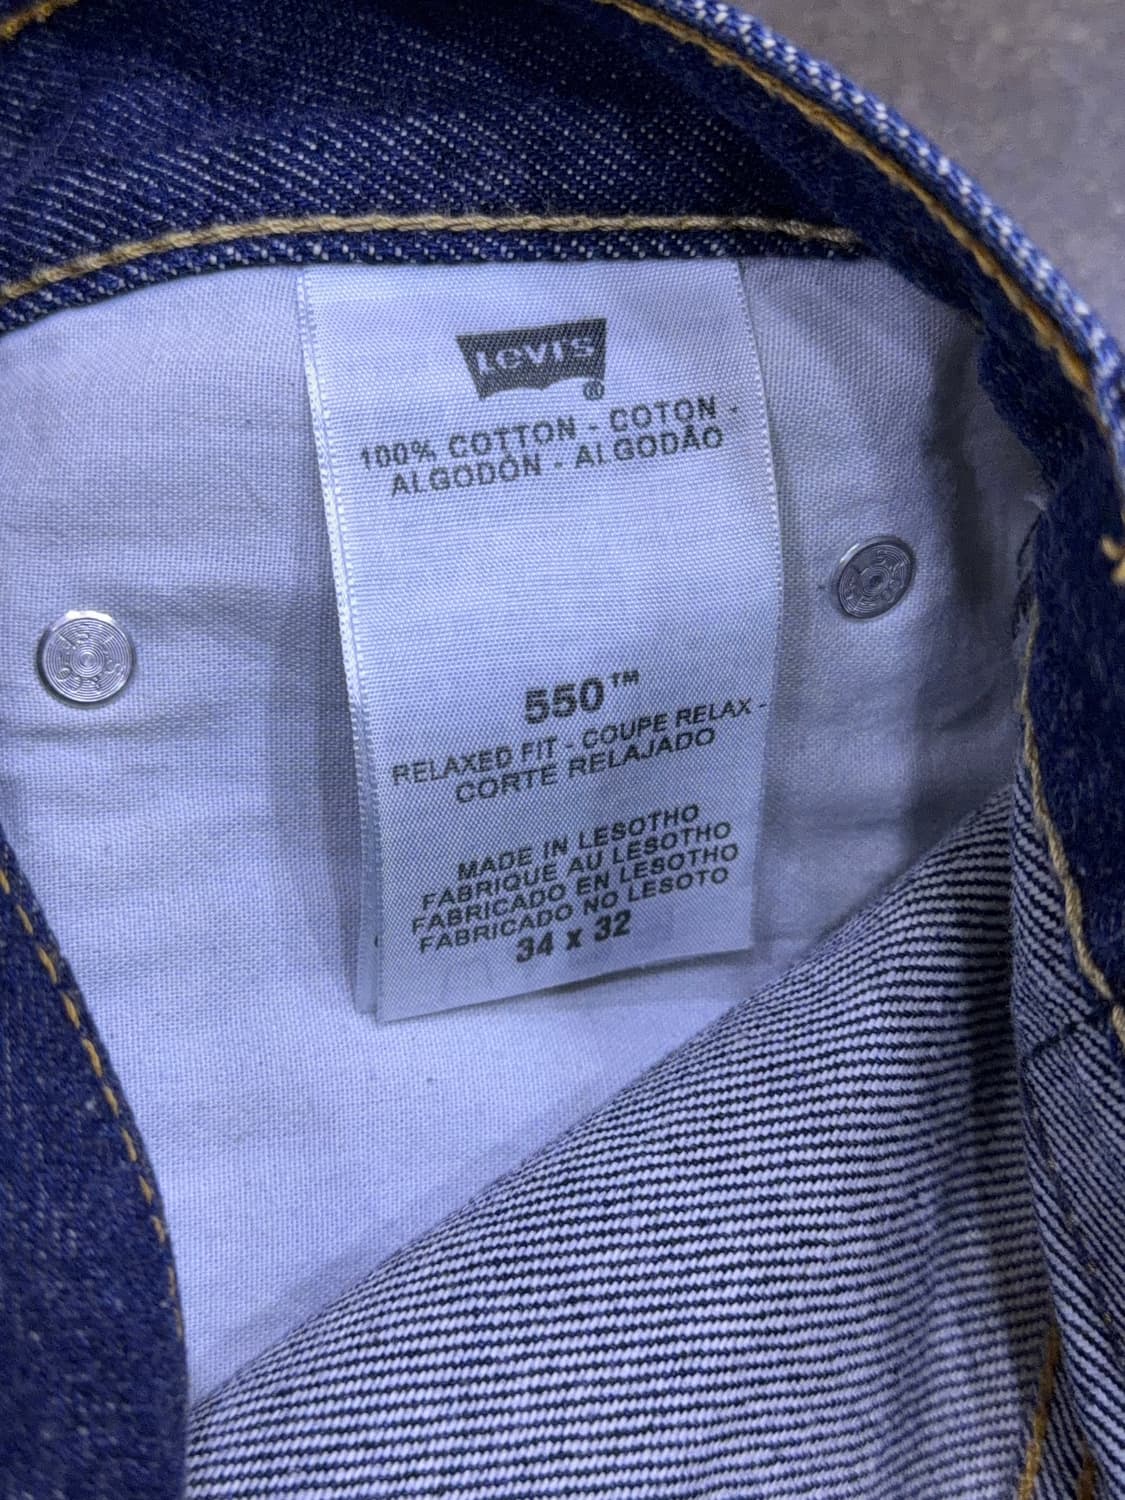 Levi's
®
100% COTTON - COTON -
ALGODÓN - ALGODÃO
550™
RELAXED FIT - COUPE RELAX -
CORTE RELAJADO
MADE IN LESOTHO
FABRIQUE AU LESOTHO
FABRICADO EN LESOTHO
FABRICADO NO LESOTO
34 x 32